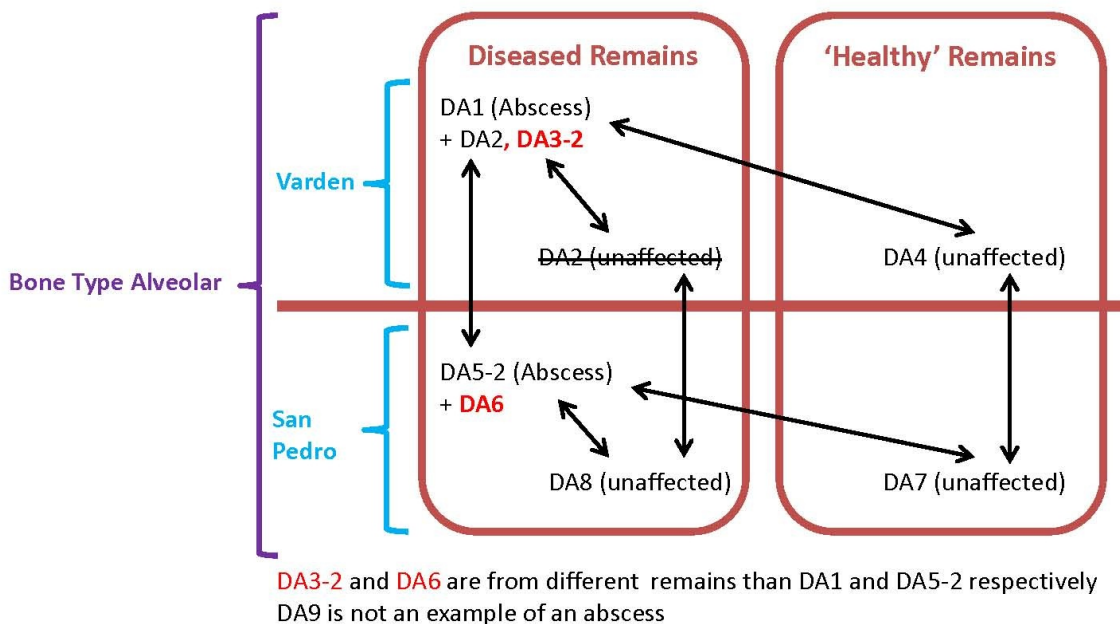 Diseased Remains
'Healthy' Remains
DA1 (Abscess)
+ DA2, DA3-2
Varden
DA2 (unaffected)
DA4 (unaffected)
Bone Type Alveolar
DA5-2 (Abscess)
+ DA6
San
Pedro
DA8 (unaffected)
DA7 (unaffected)
DA3-2 and DA6 are from different remains than DA1 and DA5-2 respectively
DA9 is not an example of an abscess